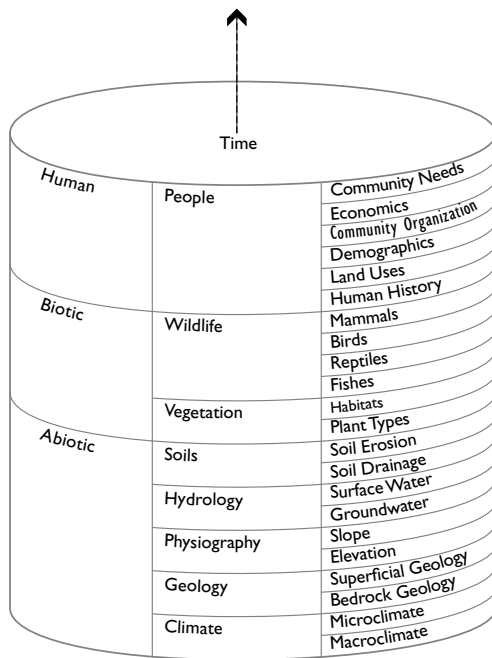 Time
Human
People
Community Needs
Economics
Community Organization
Demographics
Land Uses
Human History
Biotic
Wildlife
Mammals
Birds
Reptiles
Fishes
Vegetation
Habitats
Plant Types
Abiotic
Soils
Soil Erosion
Soil Drainage
Hydrology
Surface Water
Groundwater
Physiography
Slope
Elevation
Geology
Superficial Geology
Bedrock Geology
Climate
Microclimate
Macroclimate